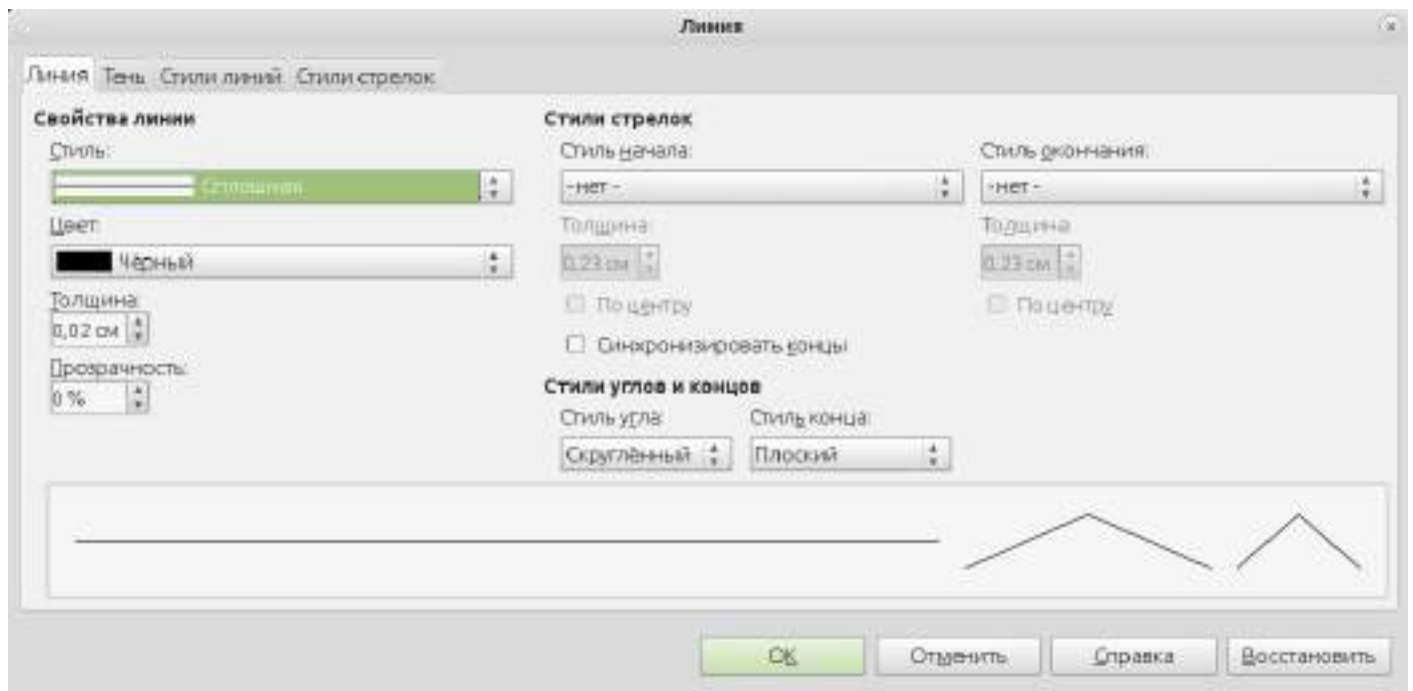 Линия
Линия Тень Стили линий Стили стрелок
Свойства линии
Стиль:
Сплошная
Цвет:
Чёрный
Толщина:
0,02 см
Прозрачность:
0 %
Стили стрелок
Стиль начала:
- нет -
Толщина:
0,23 см
По центру
Синхронизировать концы
Стиль окончания:
- нет -
Толщина
0,23 см
По центру
Стили углов и концов
Стиль угла:
Скруглённый
Стиль конца:
Плоский
OK Отменить Справка Восстановить